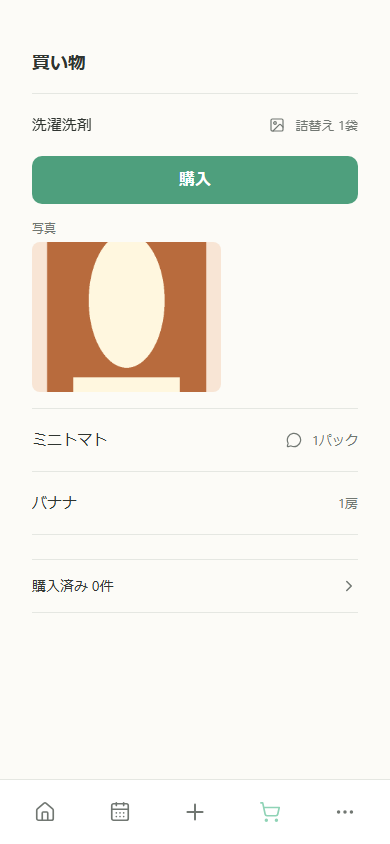 買い物
洗濯洗剤 詰替え 1袋
購入
写真
ミニトマト 1パック
バナナ 1房
購入済み 0件